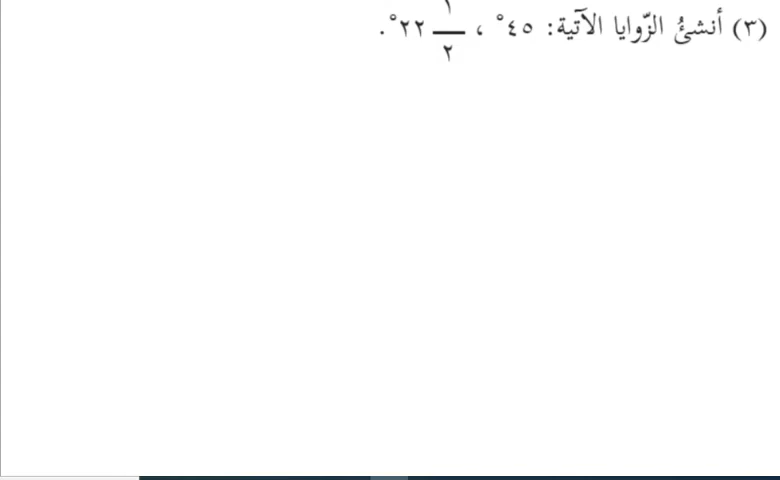 (٣) أنشئُ الزّوايا الآتية: ٤٥° ، ٢٢ ١/٢°.